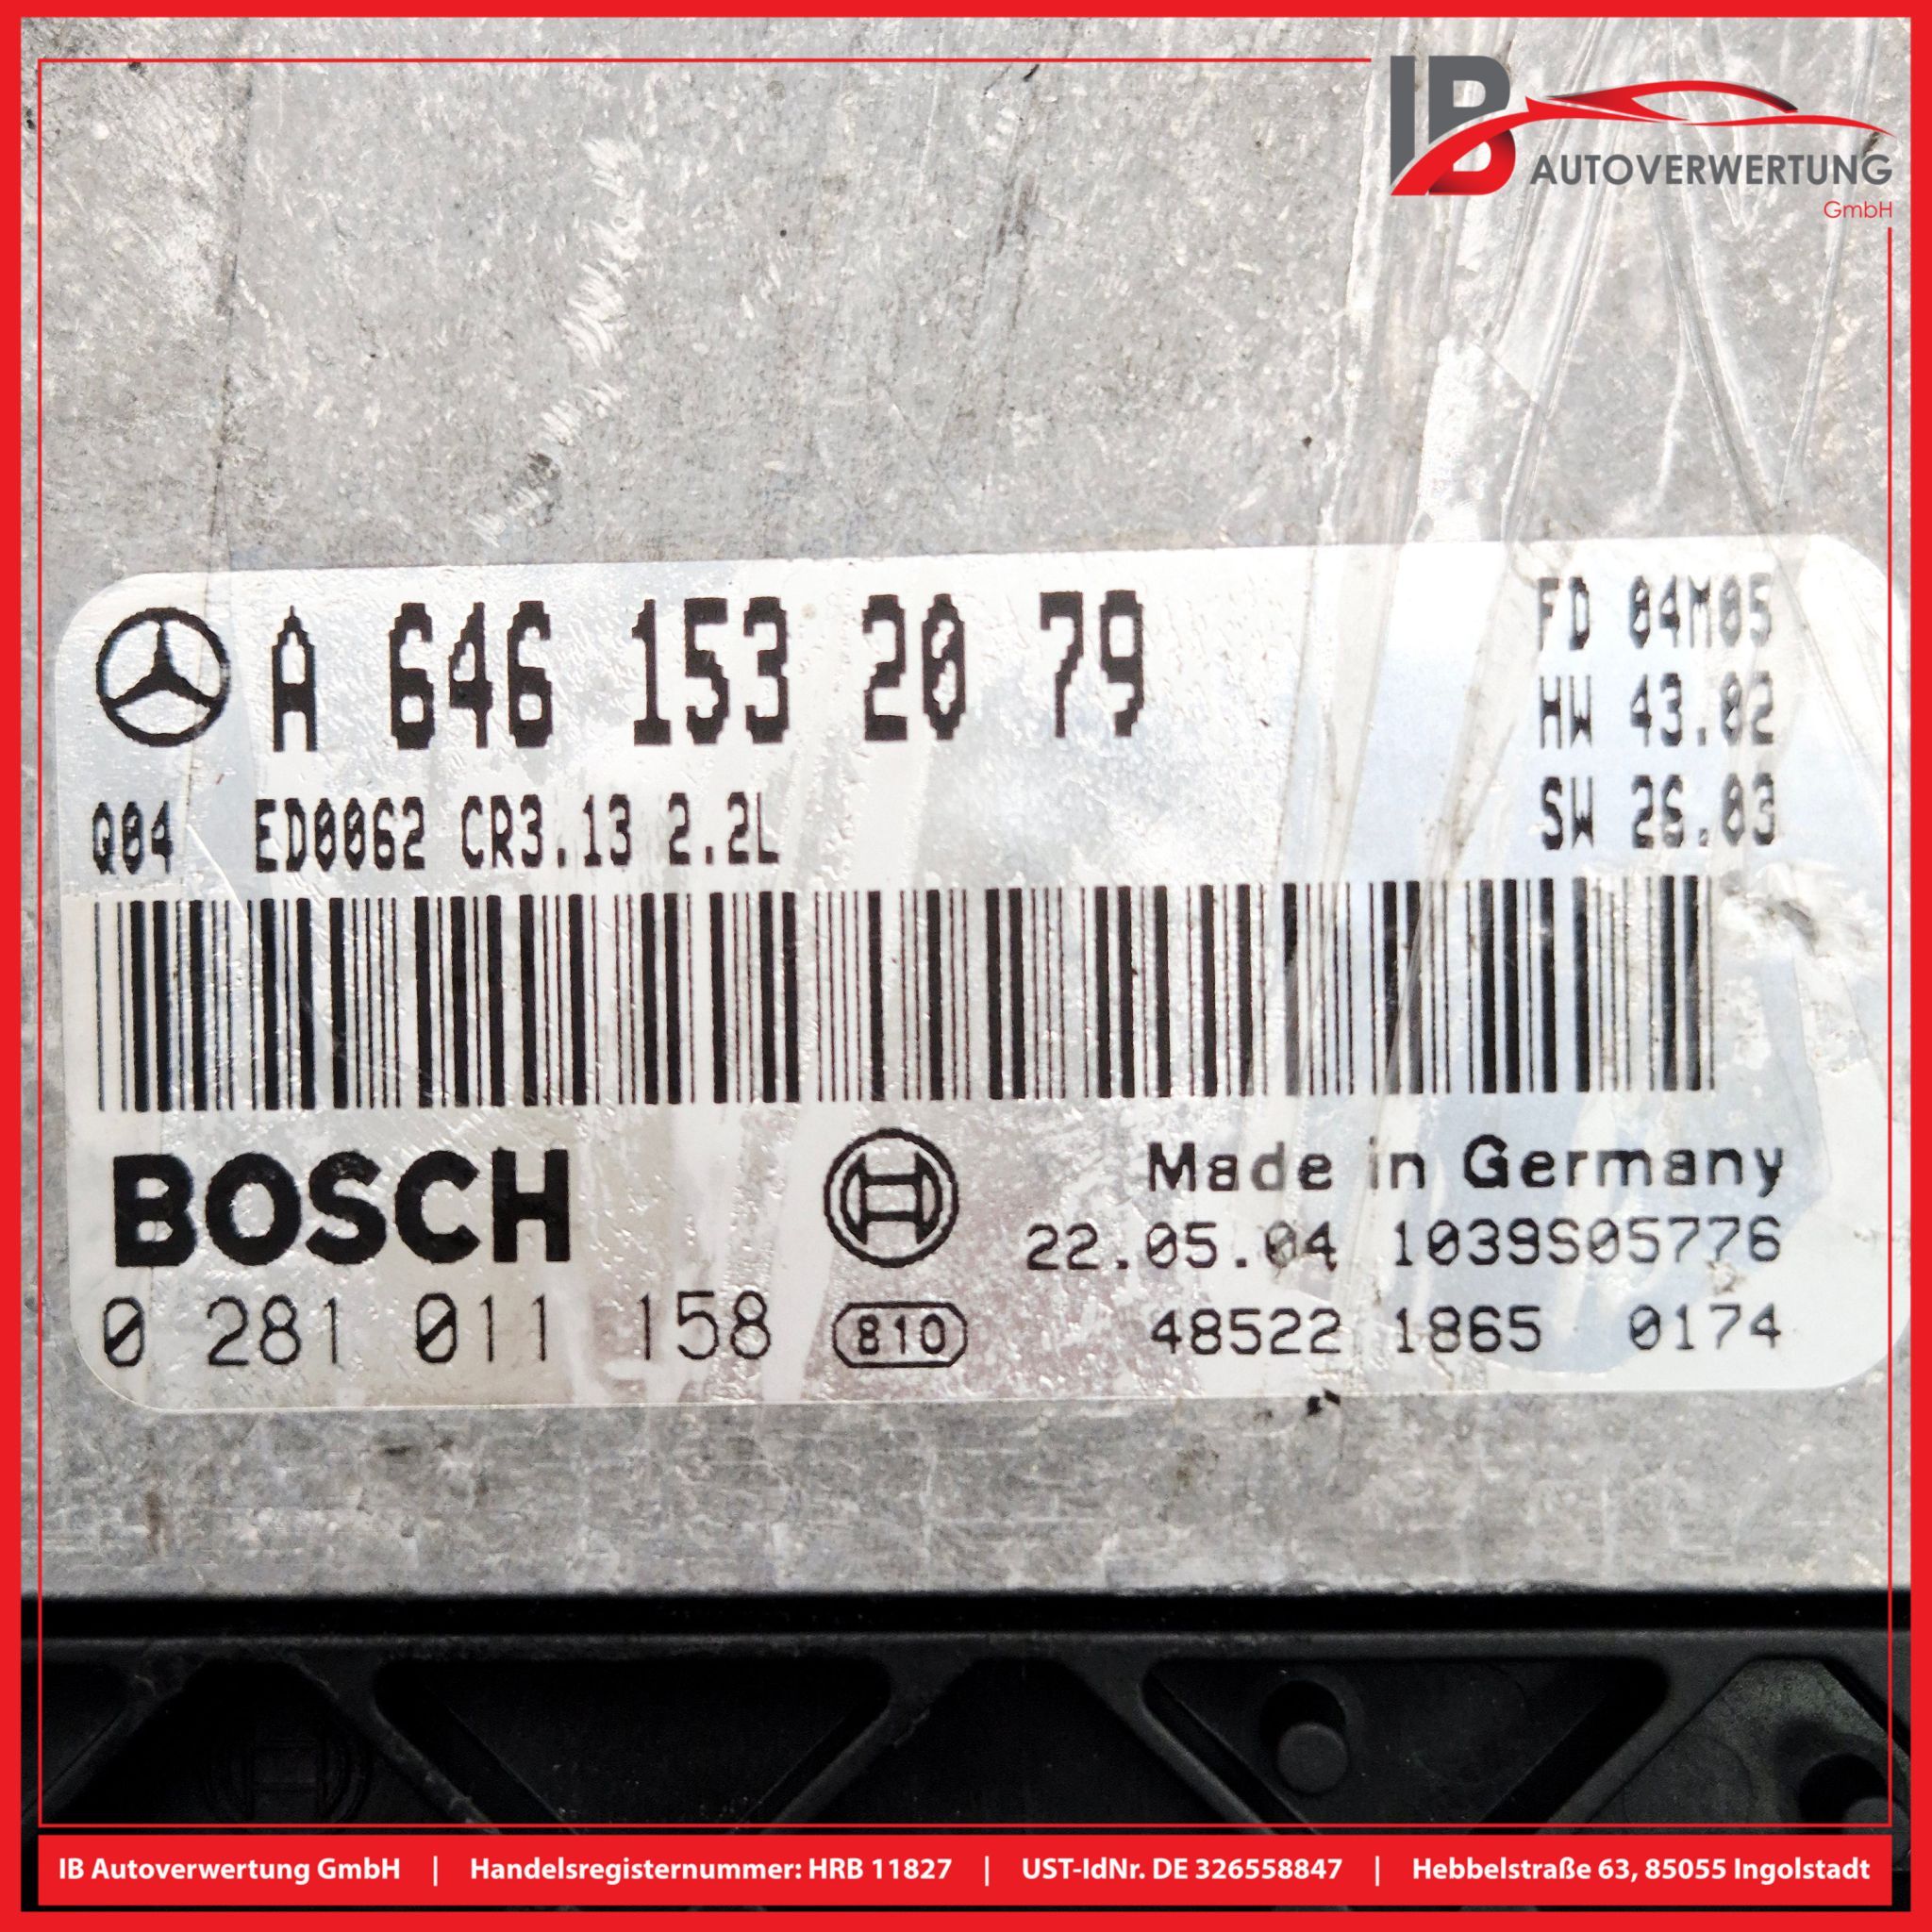 IB
AUTOVERWERTUNG
GmbH
A 646 153 20 79
FD 04M05
HW 43.02
SW 26.03
Q04 ED0062 CR3.13 2.2L
BOSCH
Made in Germany
22.05.04 1039S05776
0 281 011 158 810 48522 1865 0174
IB Autoverwertung GmbH | Handelsregisternummer: HRB 11827 | UST-IdNr. DE 326558847 | Hebbelstraße 63, 85055 Ingolstadt